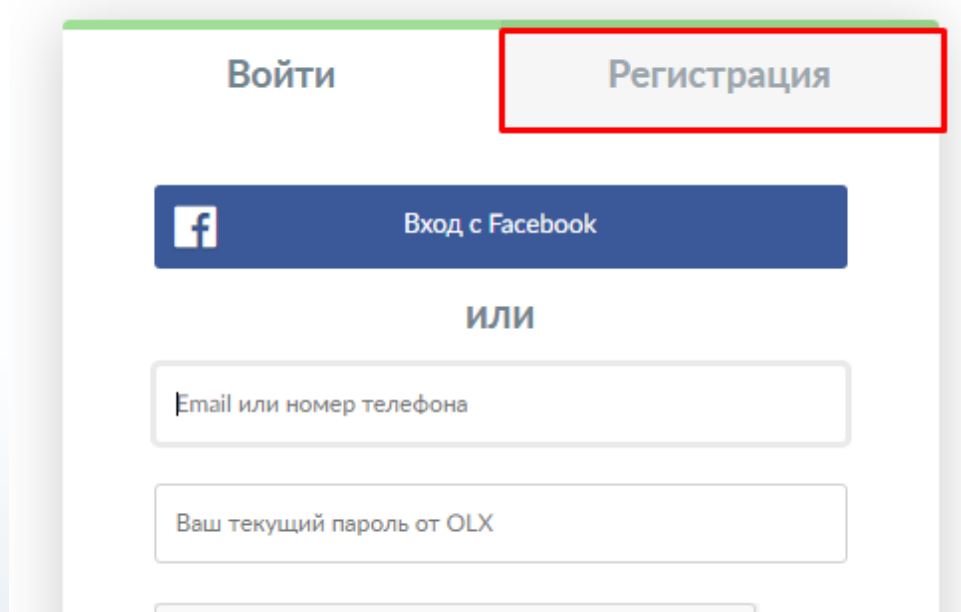 Войти
Регистрация
Вход с Facebook
или
Email или номер телефона
Ваш текущий пароль от OLX